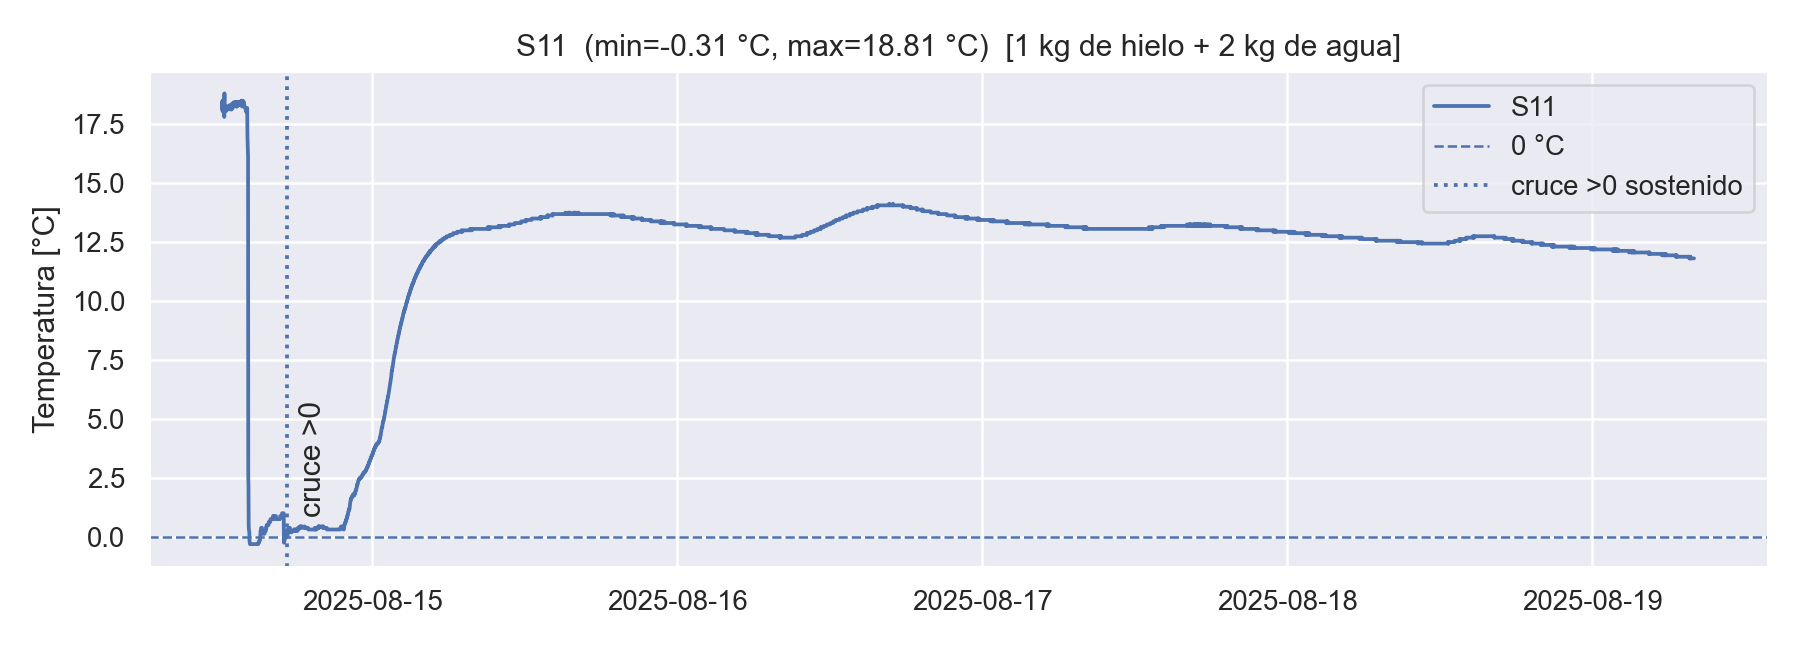 S11  (min=-0.31 °C, max=18.81 °C)  [1 kg de hielo + 2 kg de agua]
S11
0 °C
cruce >0 sostenido
Temperatura [°C]
17.5
15.0
12.5
10.0
7.5
5.0
2.5
0.0
cruce >0
2025-08-15
2025-08-16
2025-08-17
2025-08-18
2025-08-19